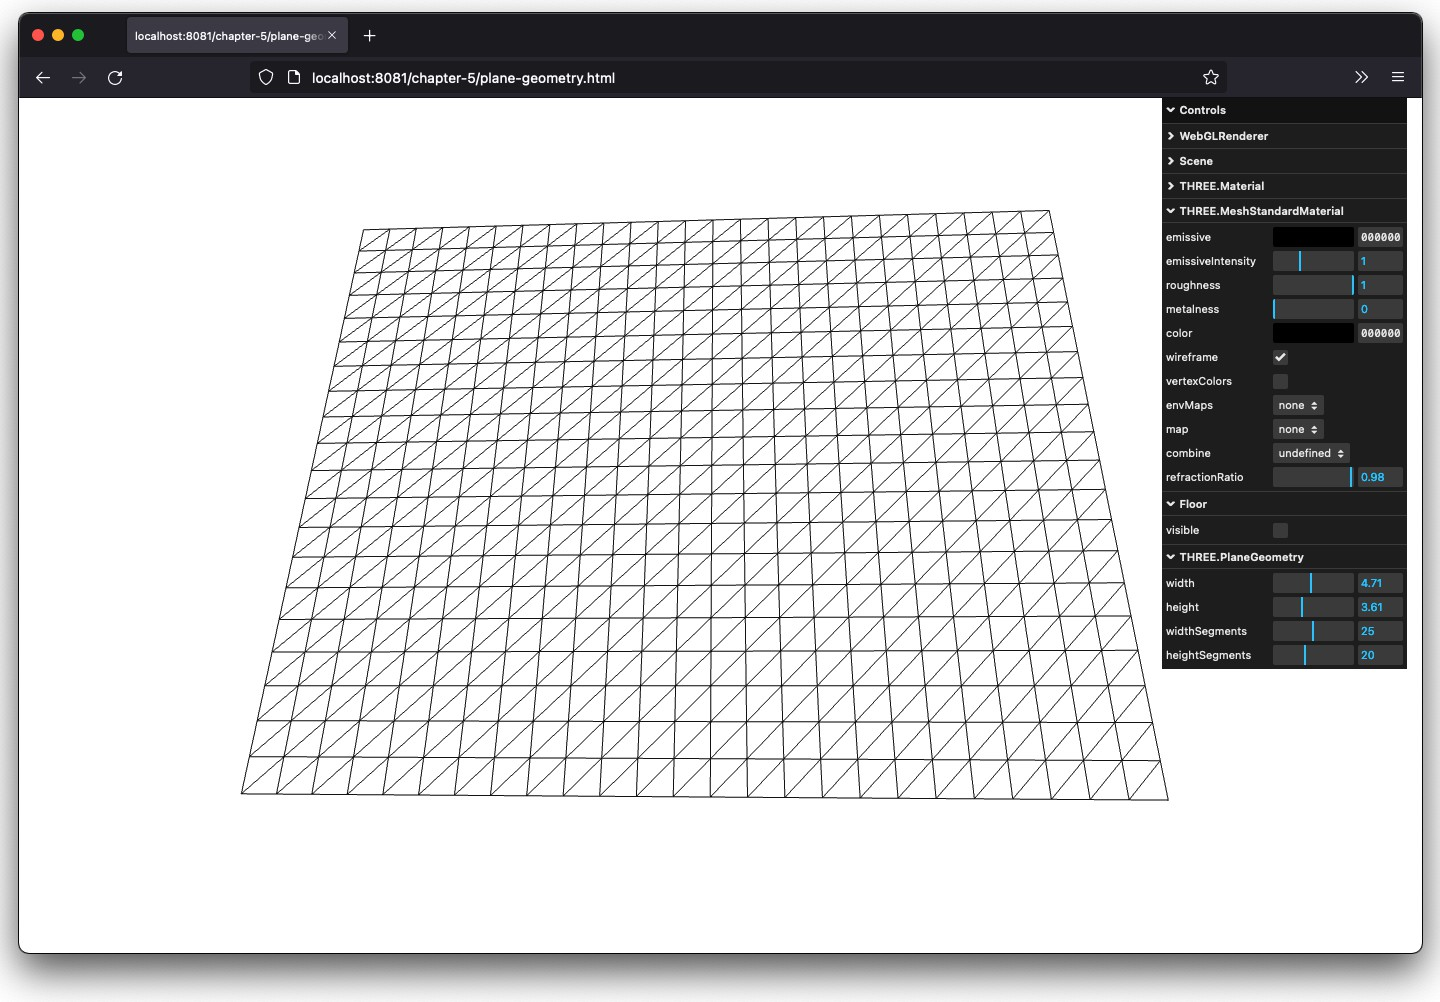 localhost:8081/chapter-5/plane-geo
localhost:8081/chapter-5/plane-geometry.html
Controls
WebGLRenderer
Scene
THREE.Material
THREE.MeshStandardMaterial
emissive 000000
emissiveIntensity 1
roughness 1
metalness 0
color 000000
wireframe
vertexColors
envMaps none
map none
combine undefined
refractionRatio 0.98
Floor
visible
THREE.PlaneGeometry
width 4.71
height 3.61
widthSegments 25
heightSegments 20